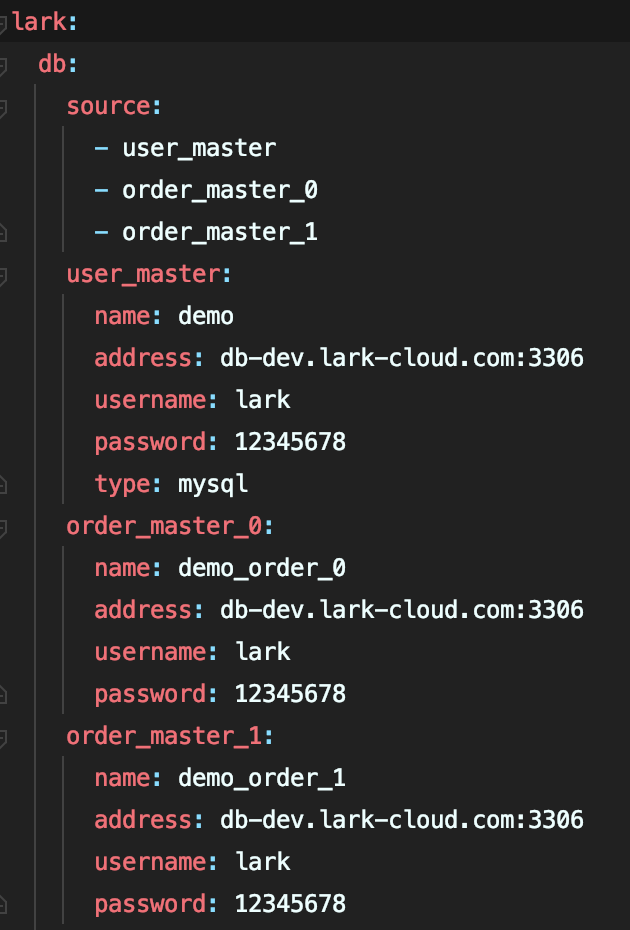 lark:
  db:
    source:
      - user_master
      - order_master_0
      - order_master_1
    user_master:
      name: demo
      address: db-dev.lark-cloud.com:3306
      username: lark
      password: 12345678
      type: mysql
    order_master_0:
      name: demo_order_0
      address: db-dev.lark-cloud.com:3306
      username: lark
      password: 12345678
    order_master_1:
      name: demo_order_1
      address: db-dev.lark-cloud.com:3306
      username: lark
      password: 12345678